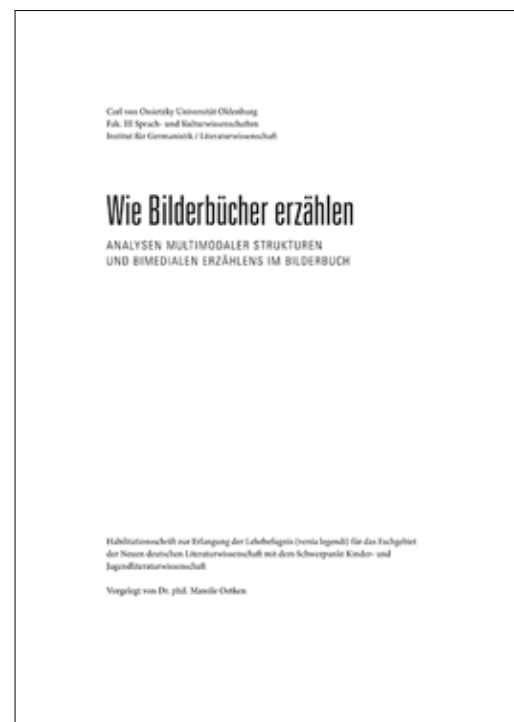 Carl von Ossietzky Universität Oldenburg
Fak. III Sprach- und Kulturwissenschaften
Institut für Germanistik / Literaturwissenschaft
Wie Bilderbücher erzählen
ANALYSEN MULTIMODALER STRUKTUREN
UND BIMEDIALEN ERZÄHLENS IM BILDERBUCH
Habilitationsschrift zur Erlangung der Lehrbefugnis (venia legendi) für das Fachgebiet
der Neuen deutschen Literaturwissenschaft mit dem Schwerpunkt Kinder- und
Jugendliteraturwissenschaft
Vorgelegt von Dr. phil. Mareile Oetken